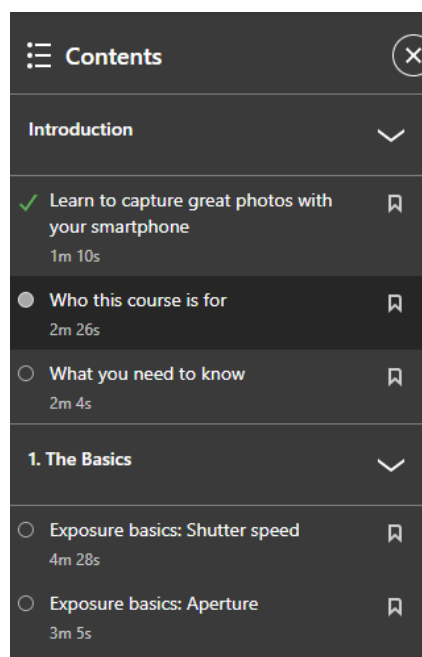 Contents
Introduction
Learn to capture great photos with
your smartphone
1m 10s
Who this course is for
2m 26s
What you need to know
2m 4s
1. The Basics
Exposure basics: Shutter speed
4m 28s
Exposure basics: Aperture
3m 5s